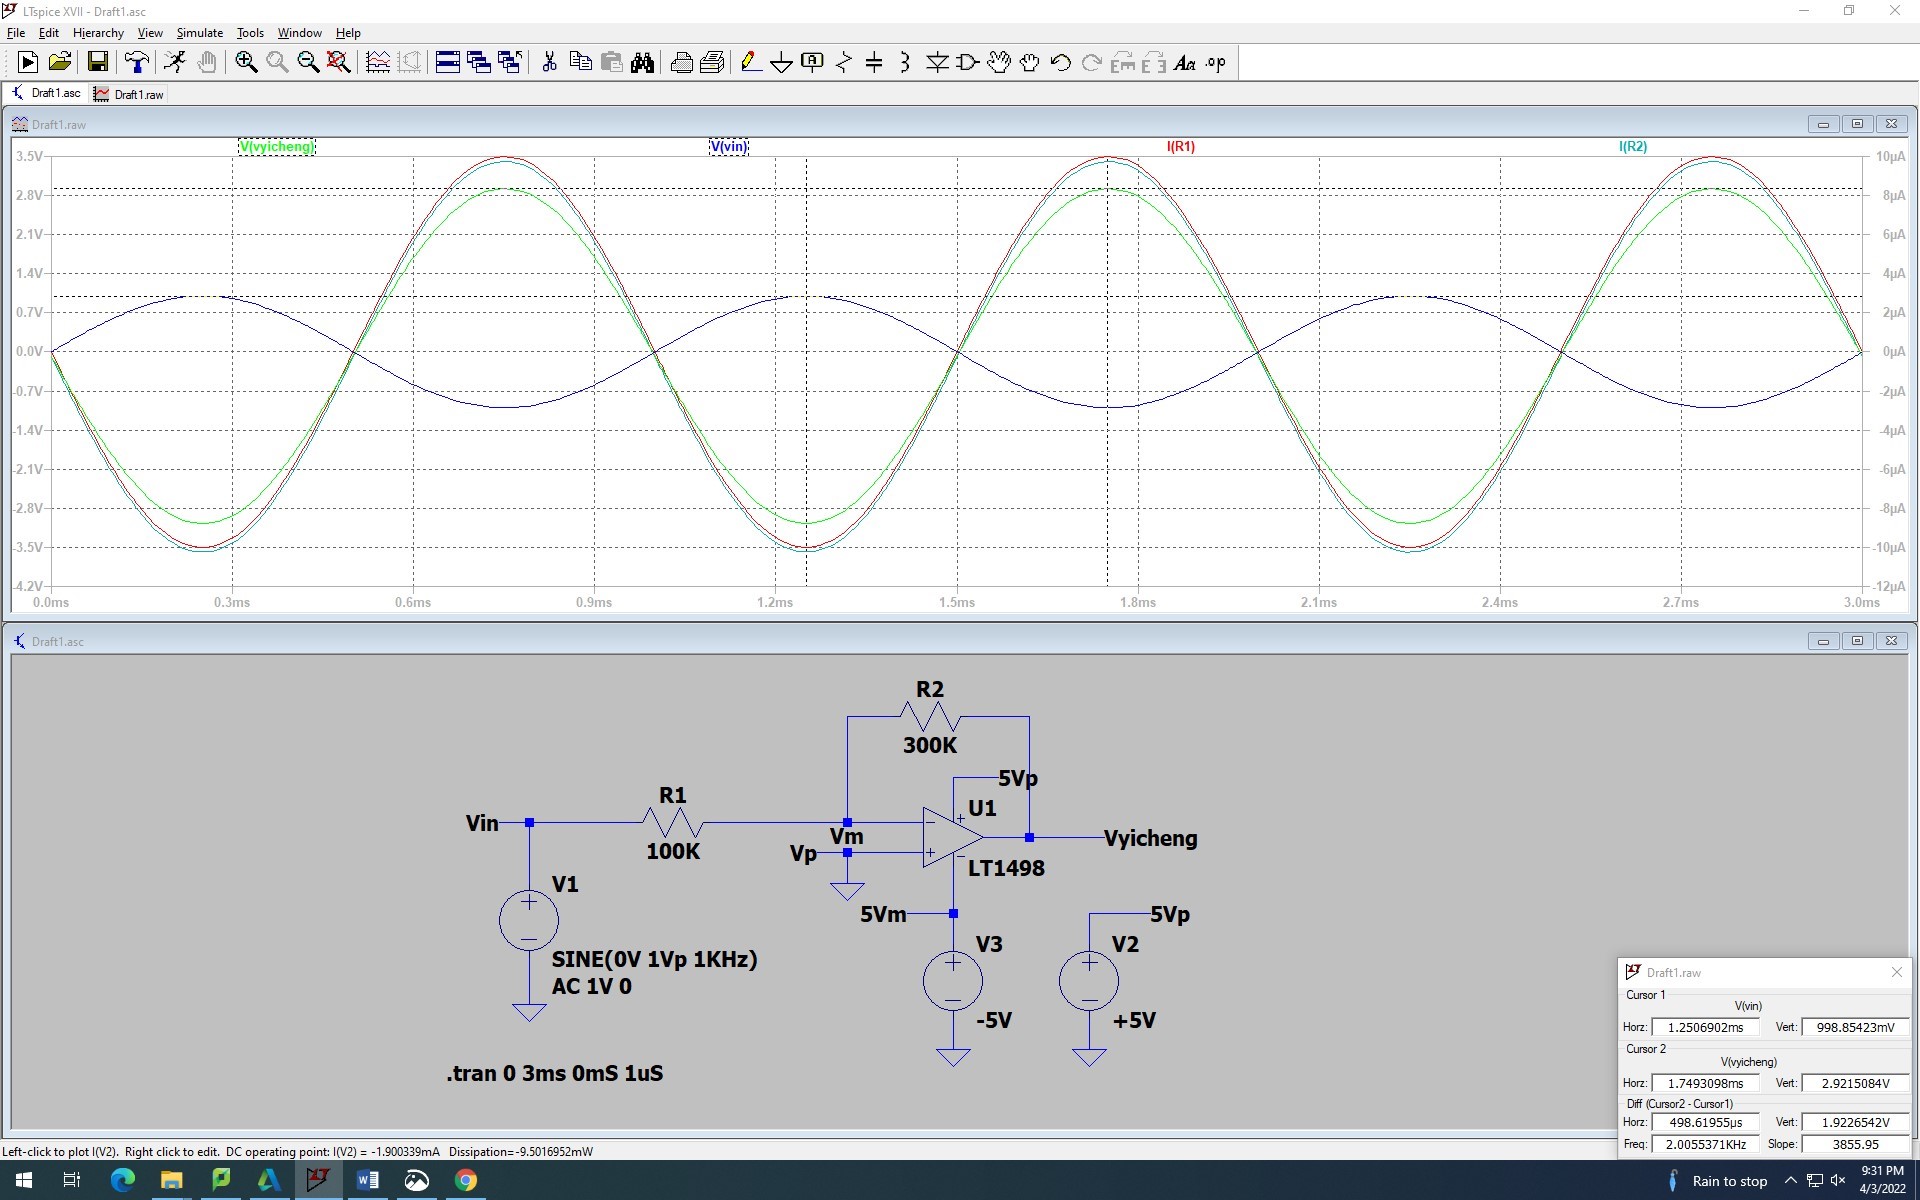 LTspice XVII - Draft1.asc
File Edit Hierarchy View Simulate Tools Window Help
Draft1.asc Draft1.raw
Draft1.raw
V(vyicheng) V(vin) I(R1) I(R2)
3.5V 10µA
2.8V 8µA
2.1V 6µA
1.4V 4µA
0.7V 2µA
0.0V 0µA
-0.7V -2µA
-1.4V -4µA
-2.1V -6µA
-2.8V -8µA
-3.5V -10µA
-4.2V -12µA
0.0ms 0.3ms 0.6ms 0.9ms 1.2ms 1.5ms 1.8ms 2.1ms 2.4ms 2.7ms 3.0ms
Draft1.asc
R2
300K
5Vp
R1
U1
Vin
Vm
Vyicheng
100K
Vp
LT1498
V1
5Vm
5Vp
V3
V2
SINE(0V 1Vp 1KHz)
AC 1V 0
-5V
+5V
.tran 0 3ms 0mS 1uS
Draft1.raw
Cursor 1
V(vin)
Horz: 1.2506902ms Vert: 998.85423mV
Cursor 2
V(vyicheng)
Horz: 1.7493098ms Vert: 2.9215084V
Diff (Cursor2 - Cursor1)
Horz: 498.61955µs Vert: 1.9226542V
Freq: 2.0055371KHz Slope: 3855.95
Left-click to plot I(V2). Right click to edit. DC operating point: I(V2) = -1.900339mA Dissipation=-9.5016952mW
Rain to stop
9:31 PM
4/3/2022